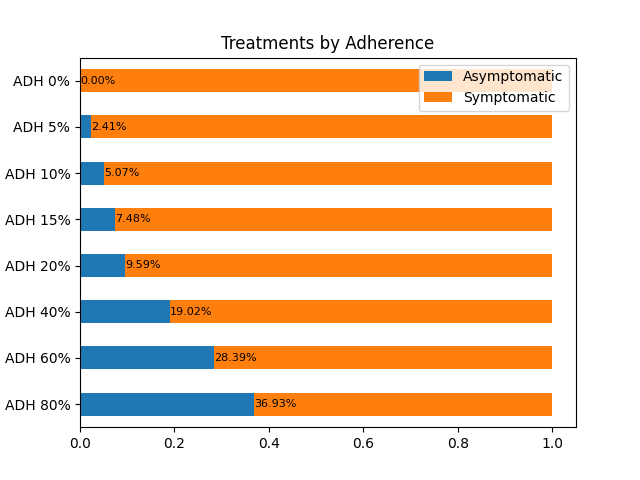 Treatments by Adherence
Asymptomatic
Symptomatic
ADH 0% 0.00%
ADH 5% 2.41%
ADH 10% 5.07%
ADH 15% 7.48%
ADH 20% 9.59%
ADH 40% 19.02%
ADH 60% 28.39%
ADH 80% 36.93%
0.0 0.2 0.4 0.6 0.8 1.0